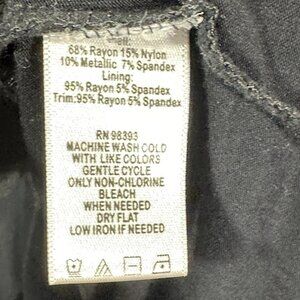 Shell:
68% Rayon 15% Nylon
10% Metallic 7% Spandex
Lining:
95% Rayon 5% Spandex
Trim:95% Rayon 5% Spandex
RN 98393
MACHINE WASH COLD
WITH LIKE COLORS
GENTLE CYCLE
ONLY NON-CHLORINE
BLEACH
WHEN NEEDED
DRY FLAT
LOW IRON IF NEEDED